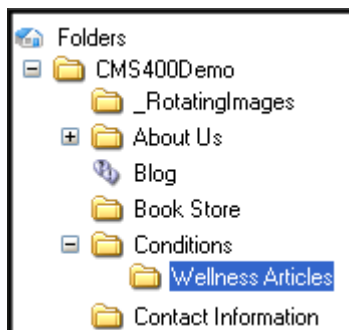 Folders
CMS400Demo
_RotatingImages
About Us
Blog
Book Store
Conditions
Wellness Articles
Contact Information